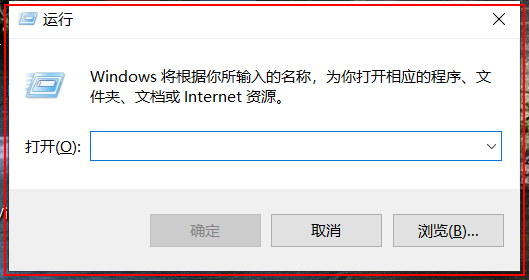 运行
Windows 将根据你所输入的名称，为你打开相应的程序、文
件夹、文档或 Internet 资源。
打开(O):
确定
取消
浏览(B)...